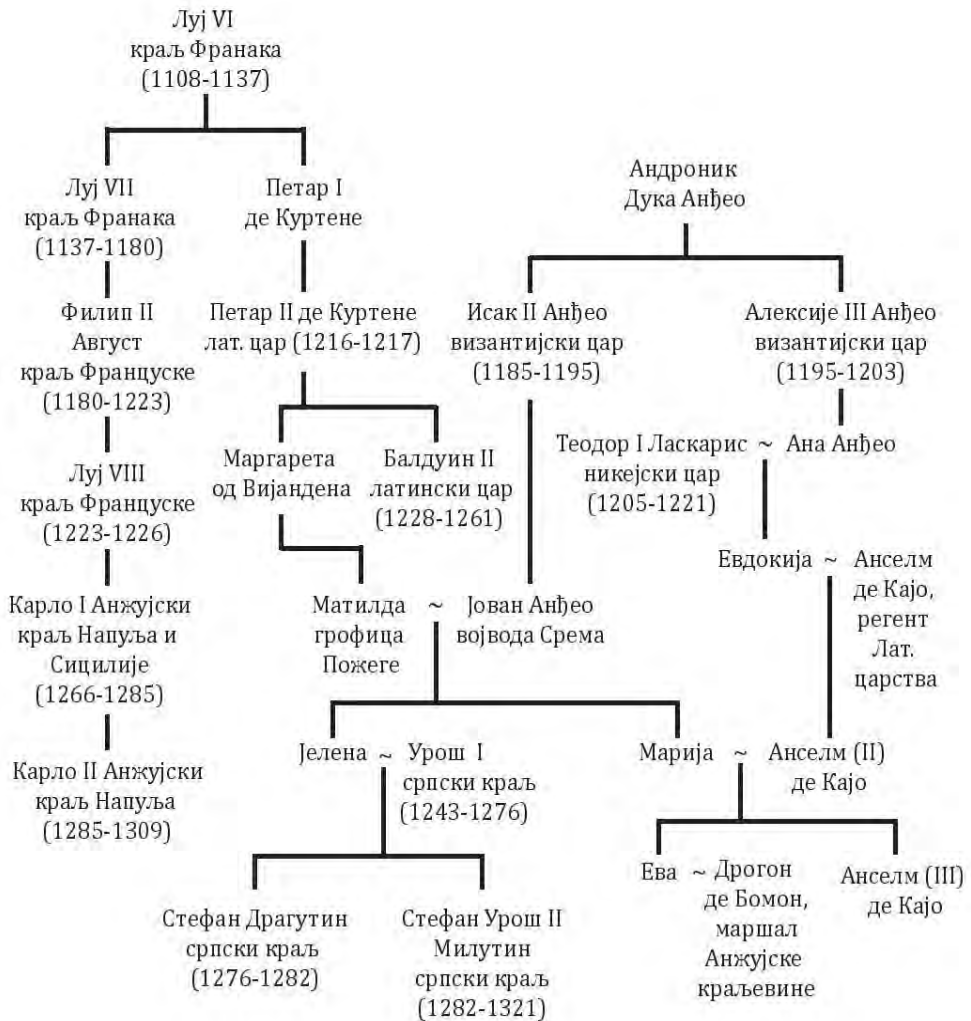 Луј VI
краљ Франака
(1108-1137)
Луј VII
краљ Франака
(1137-1180)
Петар I
де Куртене
Андроник
Дука Анђео
Филип II
Август
краљ Француске
(1180-1223)
Петар II де Куртене
лат. цар (1216-1217)
Исак II Анђео
византијски цар
(1185-1195)
Алексије III Анђео
византијски цар
(1195-1203)
Луј VIII
краљ Француске
(1223-1226)
Маргарета
од Вијандена
Балдуин II
латински цар
(1228-1261)
Теодор I Ласкарис ~ Ана Анђео
никејски цар
(1205-1221)
Карло I Анжујски
краљ Напуља и
Сицилије
(1266-1285)
Матилда ~ Јован Анђео
грофица војвода Срема
Пожеге
Евдокија ~ Анселм
де Кајо,
регент
Лат.
царства
Карло II Анжујски
краљ Напуља
(1285-1309)
Јелена ~ Урош I
српски краљ
(1243-1276)
Марија ~ Анселм (II)
де Кајо
Стефан Драгутин
српски краљ
(1276-1282)
Стефан Урош II
Милутин
српски краљ
(1282-1321)
Ева ~ Дрогон
де Бомон,
маршал
Анжујске
краљевине
Анселм (III)
де Кајо